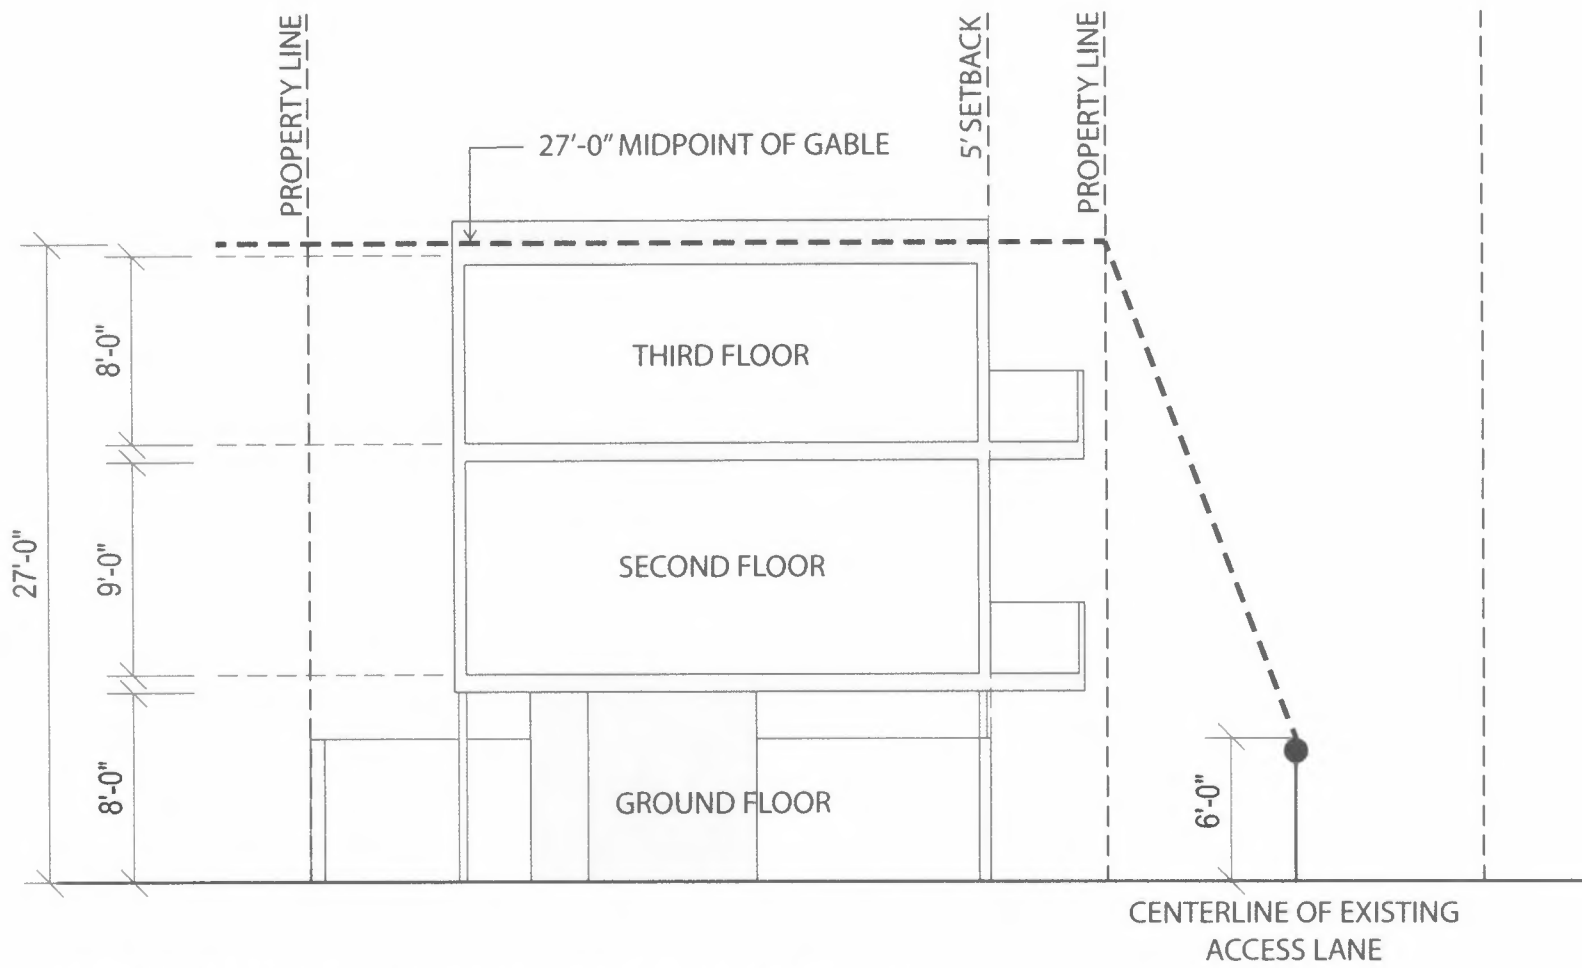 PROPERTY LINE
5' SETBACK
PROPERTY LINE
27'-0" MIDPOINT OF GABLE
8'-0"
THIRD FLOOR
27'-0"
9'-0"
SECOND FLOOR
8'-0"
GROUND FLOOR
6'-0"
CENTERLINE OF EXISTING
ACCESS LANE